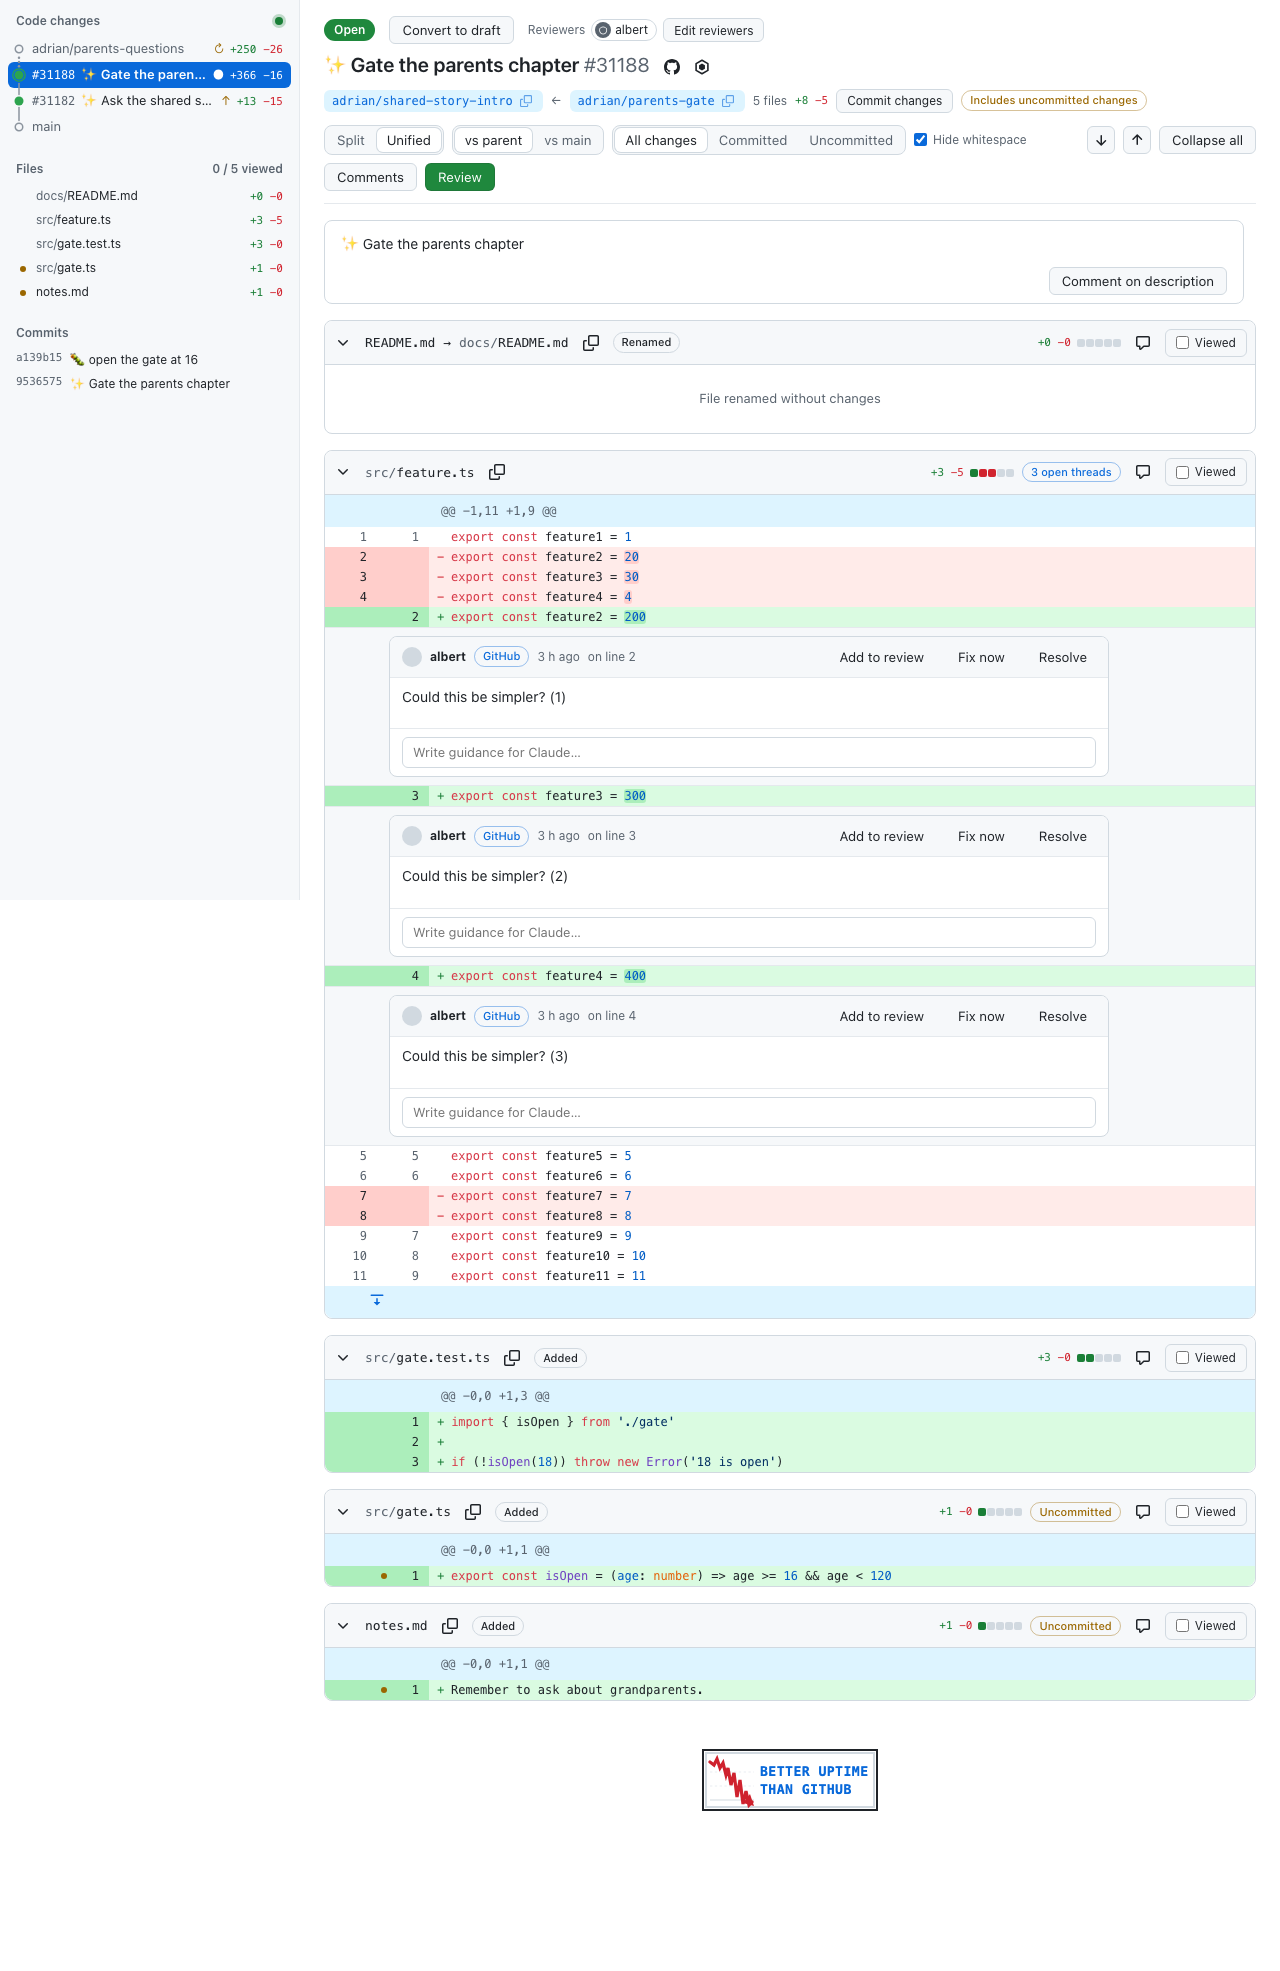 Code changes
adrian/parents-questions +250 −26
#31188 ✨ Gate the paren... +366 −16
#31182 ✨ Ask the shared s... ↑ +13 −15
main
Files 0 / 5 viewed
docs/README.md +0 −0
src/feature.ts +3 −5
src/gate.test.ts +3 −0
src/gate.ts +1 −0
notes.md +1 −0
Commits
a139b15 🐛 open the gate at 16
9536575 ✨ Gate the parents chapter
Open Convert to draft Reviewers albert Edit reviewers
✨ Gate the parents chapter #31188
adrian/shared-story-intro ← adrian/parents-gate 5 files +8 −5 Commit changes Includes uncommitted changes
Split Unified vs parent vs main All changes Committed Uncommitted Hide whitespace ↓ ↑ Collapse all
Comments Review
✨ Gate the parents chapter
Comment on description
README.md → docs/README.md Renamed +0 −0 Viewed
File renamed without changes
src/feature.ts +3 −5 3 open threads Viewed
@@ −1,11 +1,9 @@
1 1 export const feature1 = 1
2 − export const feature2 = 20
3 − export const feature3 = 30
4 − export const feature4 = 4
2 + export const feature2 = 200
albert GitHub 3 h ago on line 2 Add to review Fix now Resolve
Could this be simpler? (1)
Write guidance for Claude...
3 + export const feature3 = 300
albert GitHub 3 h ago on line 3 Add to review Fix now Resolve
Could this be simpler? (2)
Write guidance for Claude...
4 + export const feature4 = 400
albert GitHub 3 h ago on line 4 Add to review Fix now Resolve
Could this be simpler? (3)
Write guidance for Claude...
5 5 export const feature5 = 5
6 6 export const feature6 = 6
7 − export const feature7 = 7
8 − export const feature8 = 8
9 7 export const feature9 = 9
10 8 export const feature10 = 10
11 9 export const feature11 = 11
src/gate.test.ts Added +3 −0 Viewed
@@ −0,0 +1,3 @@
1 + import { isOpen } from './gate'
2 +
3 + if (!isOpen(18)) throw new Error('18 is open')
src/gate.ts Added +1 −0 Uncommitted Viewed
@@ −0,0 +1,1 @@
1 + export const isOpen = (age: number) => age >= 16 && age < 120
notes.md Added +1 −0 Uncommitted Viewed
@@ −0,0 +1,1 @@
1 + Remember to ask about grandparents.
BETTER UPTIME
THAN GITHUB